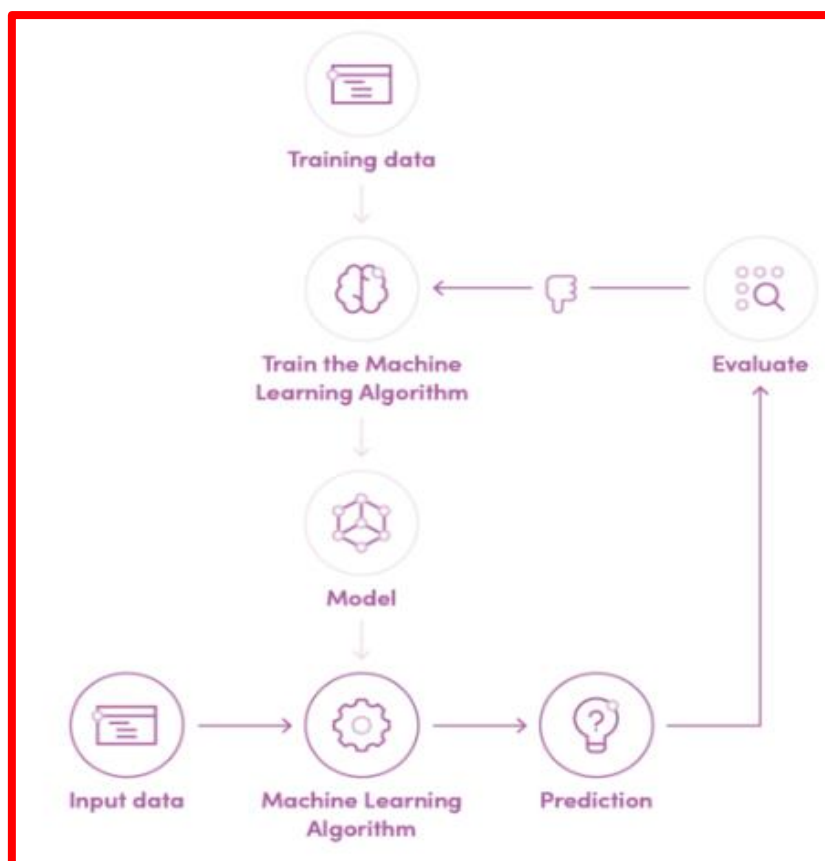 Training data
Train the Machine
Learning Algorithm
Evaluate
Model
Input data
Machine Learning
Algorithm
Prediction
?